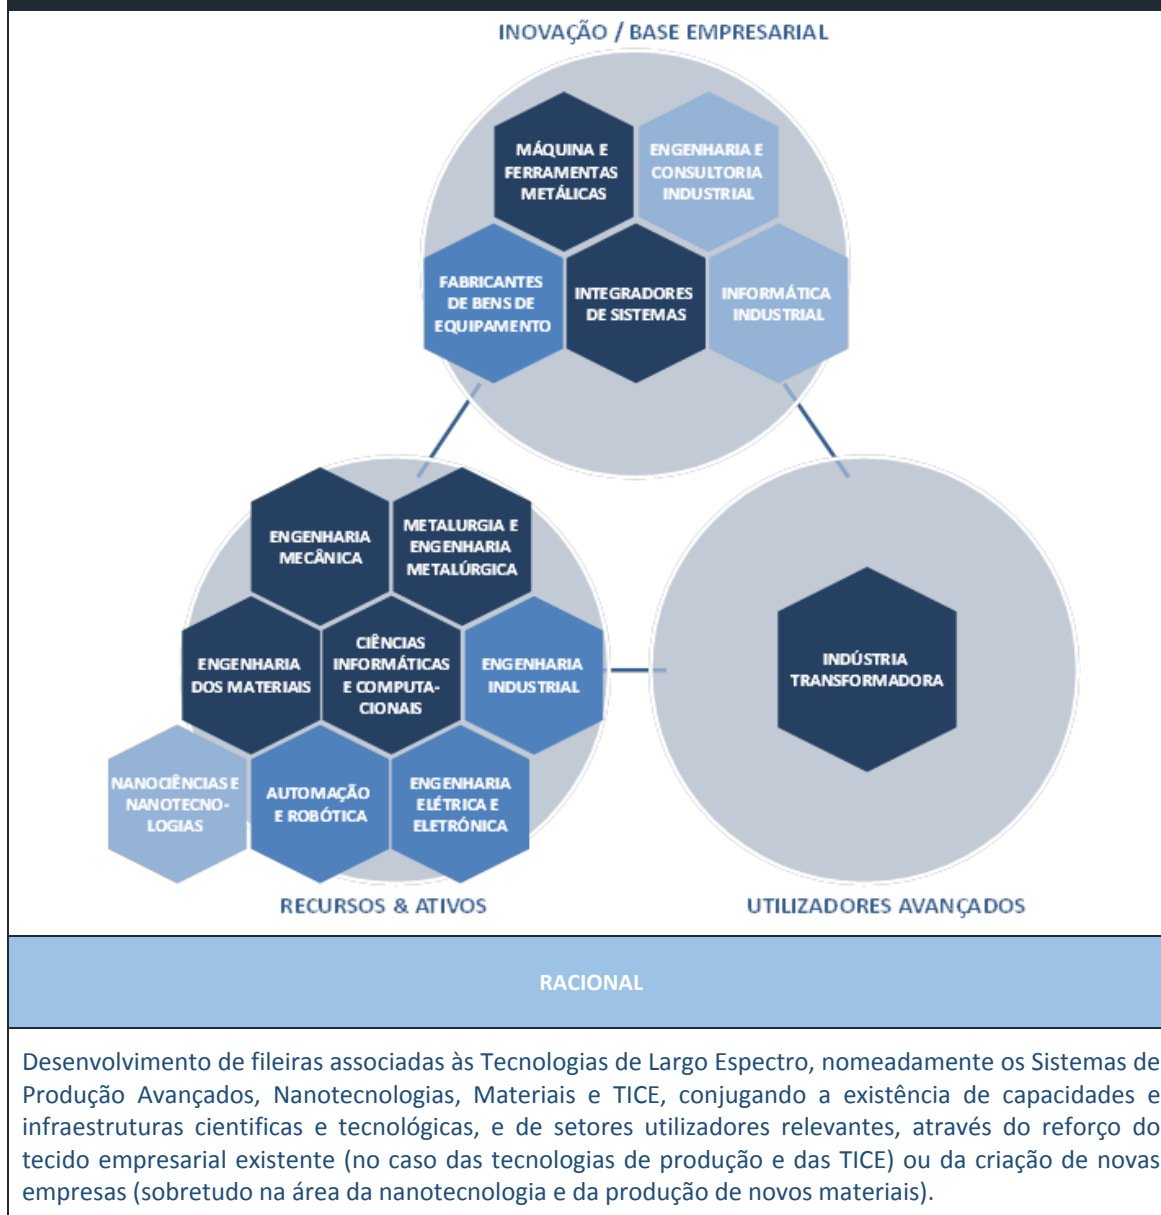 INOVAÇÃO / BASE EMPRESARIAL
MÁQUINA E
FERRAMENTAS
METÁLICAS
ENGENHARIA E
CONSULTORIA
INDUSTRIAL
FABRICANTES
DE BENS DE
EQUIPAMENTO
INTEGRADORES
DE SISTEMAS
INFORMÁTICA
INDUSTRIAL
ENGENHARIA
MECÂNICA
METALURGIA E
ENGENHARIA
METALÚRGICA
ENGENHARIA
DOS MATERIAIS
CIÊNCIAS
INFORMÁTICAS
E COMPUTA-
CIONAIS
ENGENHARIA
INDUSTRIAL
NANOCIÊNCIAS E
NANOTECNO-
LOGIAS
AUTOMAÇÃO
E ROBÓTICA
ENGENHARIA
ELÉTRICA E
ELETRÓNICA
INDÚSTRIA
TRANSFORMADORA
RECURSOS & ATIVOS
UTILIZADORES AVANÇADOS
RACIONAL
Desenvolvimento de fileiras associadas às Tecnologias de Largo Espectro, nomeadamente os Sistemas de
Produção Avançados, Nanotecnologias, Materiais e TICE, conjugando a existência de capacidades e
infraestruturas cientificas e tecnológicas, e de setores utilizadores relevantes, através do reforço do
tecido empresarial existente (no caso das tecnologias de produção e das TICE) ou da criação de novas
empresas (sobretudo na área da nanotecnologia e da produção de novos materiais).